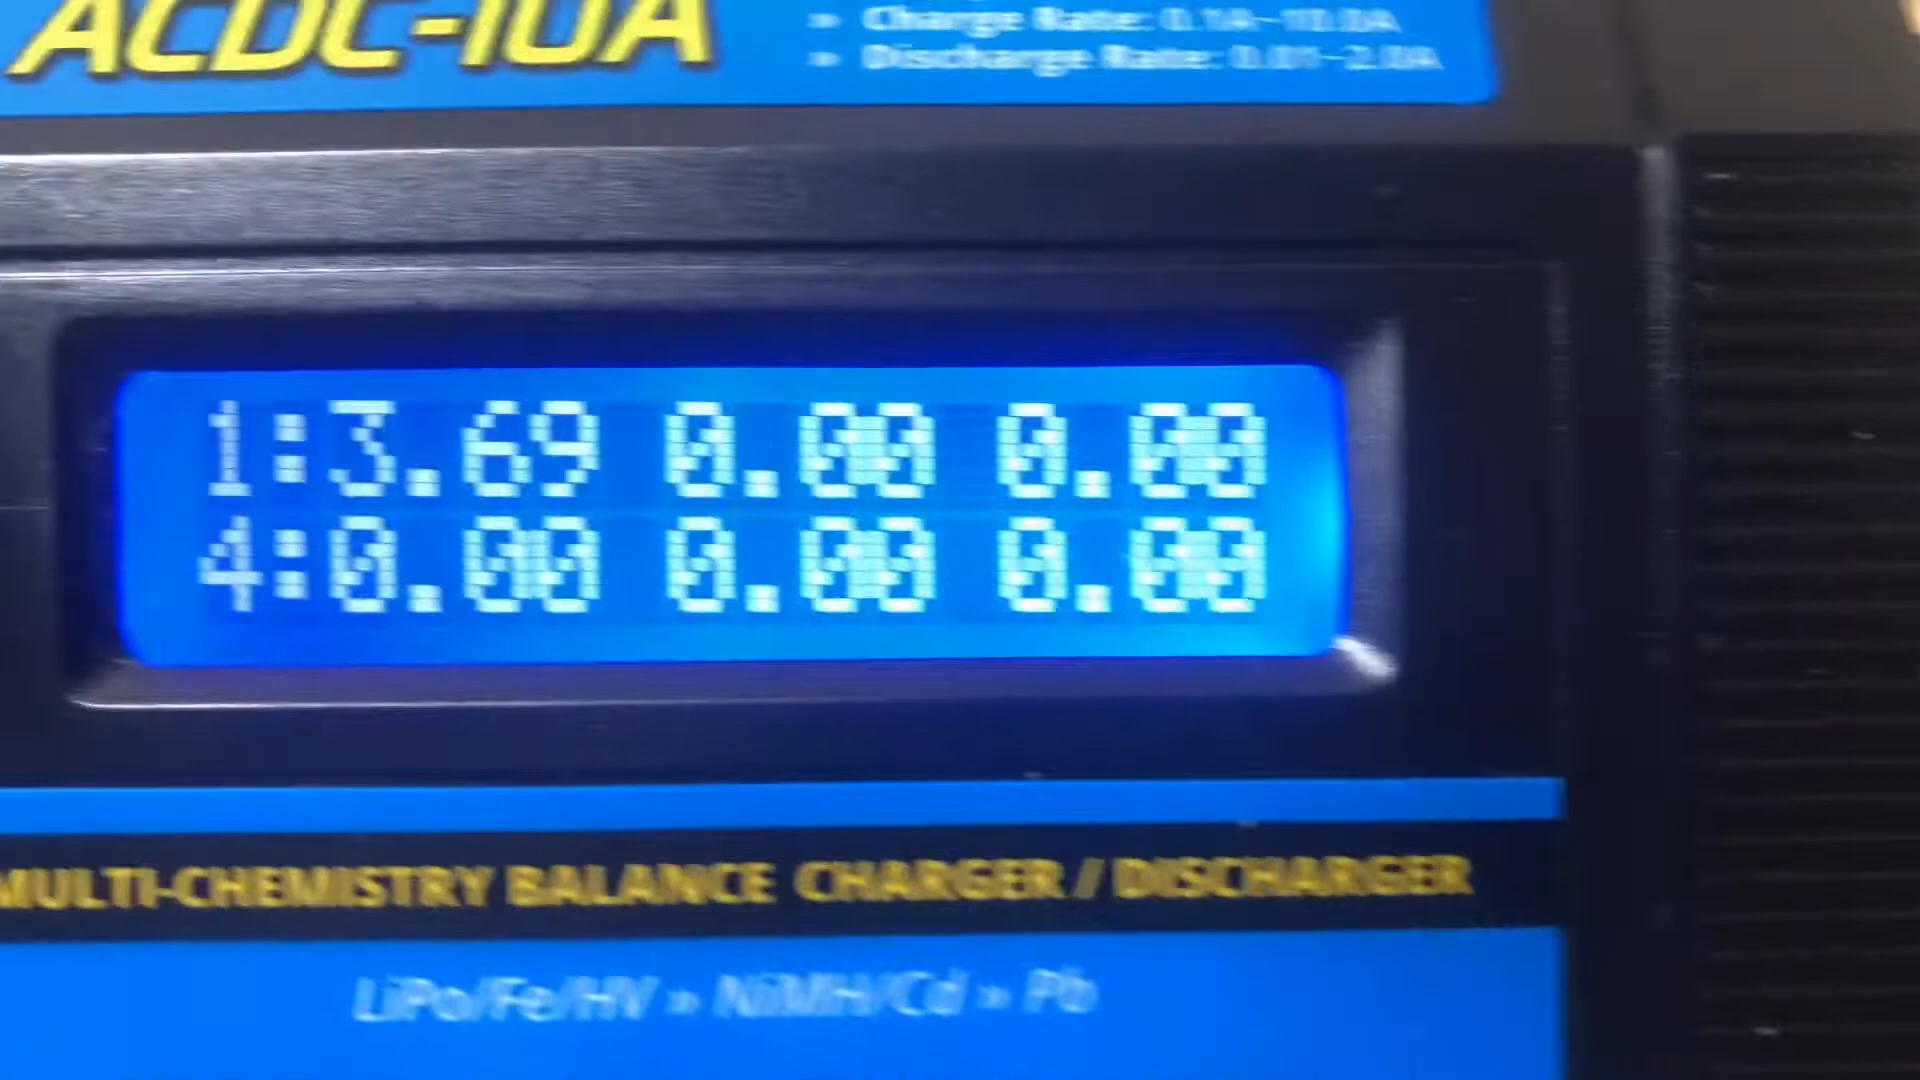 ACDC-10A
» Charge Rate: 0.1A-10.0A
» Discharge Rate: 0.01-2.0A
1:3.69 0.00 0.00
4:0.00 0.00 0.00
MULTI-CHEMISTRY BALANCE CHARGER / DISCHARGER
LiPo/Fe/HV » NiMH/Cd » Pb